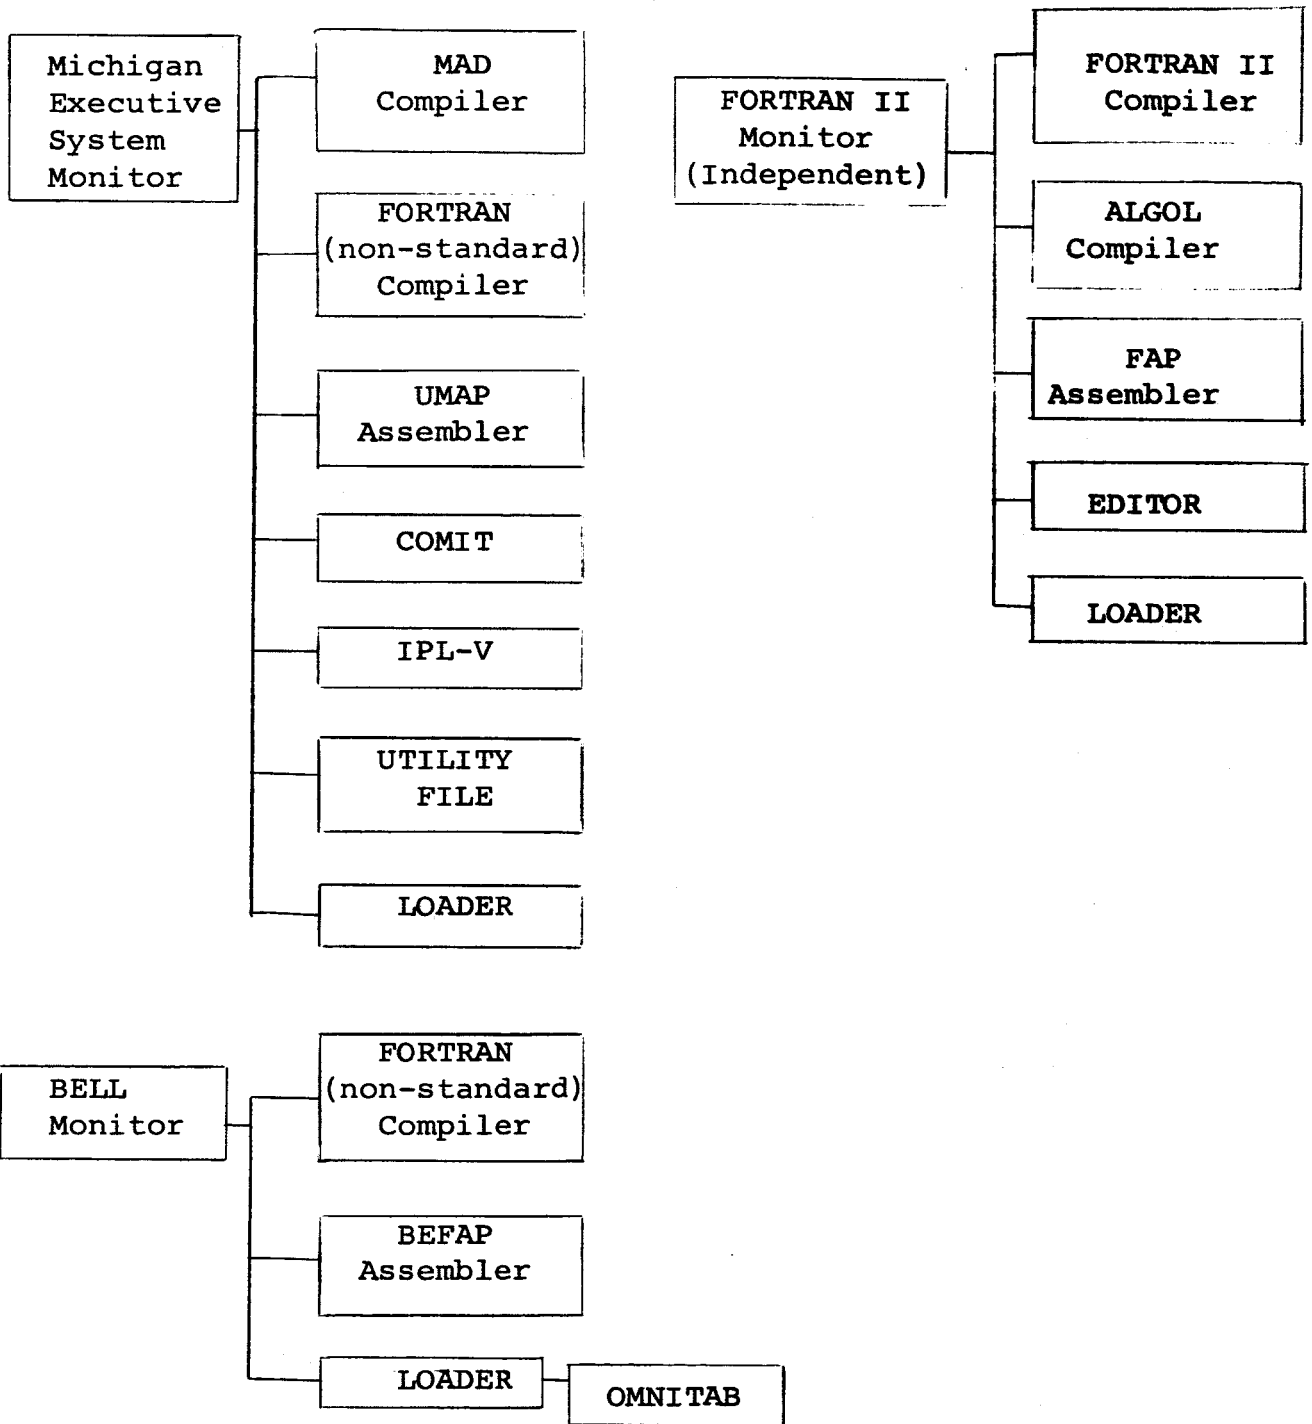 Michigan
Executive
System
Monitor
MAD
Compiler
FORTRAN
(non-standard)
Compiler
UMAP
Assembler
COMIT
IPL-V
UTILITY
FILE
LOADER
FORTRAN II
Monitor
(Independent)
FORTRAN II
Compiler
ALGOL
Compiler
FAP
Assembler
EDITOR
LOADER
BELL
Monitor
FORTRAN
(non-standard)
Compiler
BEFAP
Assembler
LOADER
OMNITAB